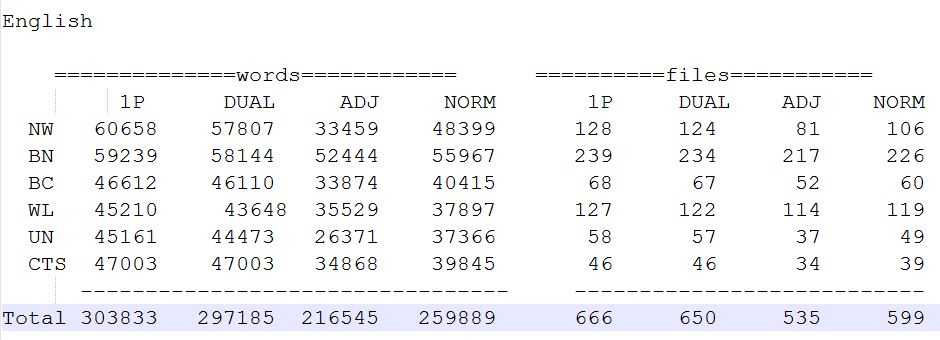 English
==============words============ ==========files===========
1P DUAL ADJ NORM 1P DUAL ADJ NORM
NW 60658 57807 33459 48399 128 124 81 106
BN 59239 58144 52444 55967 239 234 217 226
BC 46612 46110 33874 40415 68 67 52 60
WL 45210 43648 35529 37897 127 122 114 119
UN 45161 44473 26371 37366 58 57 37 49
CTS 47003 47003 34868 39845 46 46 34 39
---------------------------------- ----------------------------
Total 303833 297185 216545 259889 666 650 535 599